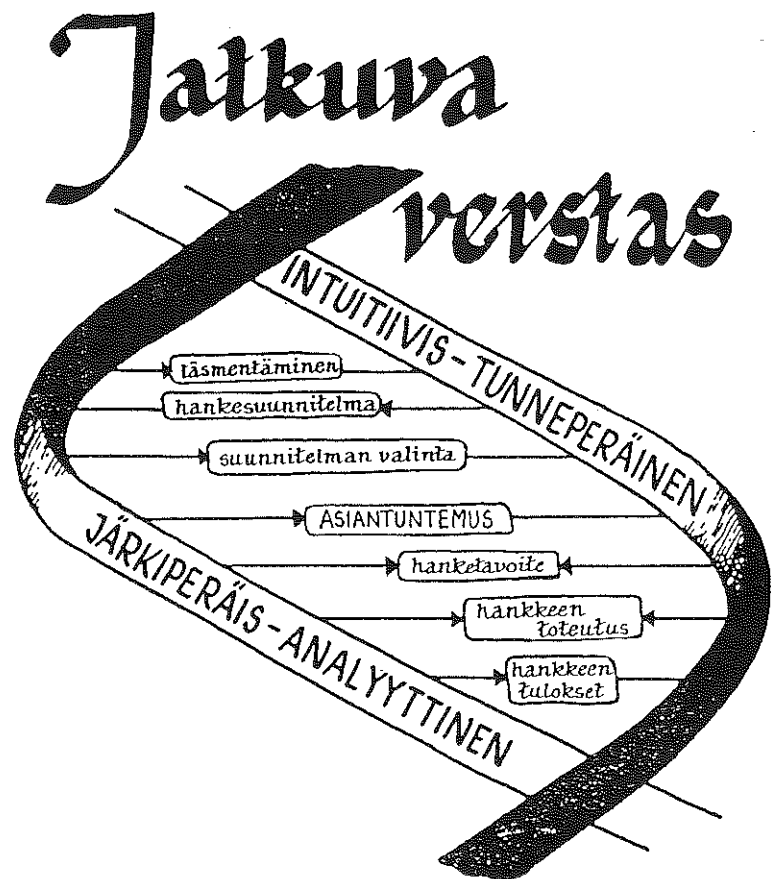 Jatkuva
verstas
INTUITIIVIS-TUNNEPERÄINEN
täsmentäminen
hankesuunnitelma
suunnitelman valinta
ASIANTUNTEMUS
hanketavoite
hankkeen
toteutus
hankkeen
tulokset
JÄRKIPERÄIS-ANALYYTTINEN